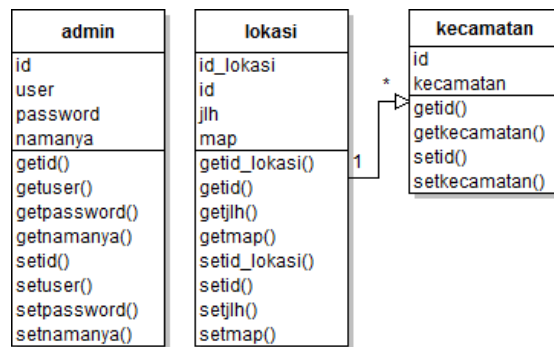 admin
id
user
password
namanya
getid()
getuser()
getpassword()
getnamanya()
setid()
setuser()
setpassword()
setnamanya()
lokasi
id_lokasi
id
jlh
map
getid_lokasi()
getid()
getjlh()
getmap()
setid_lokasi()
setid()
setjlh()
setmap()
1
*
kecamatan
id
kecamatan
getid()
getkecamatan()
setid()
setkecamatan()